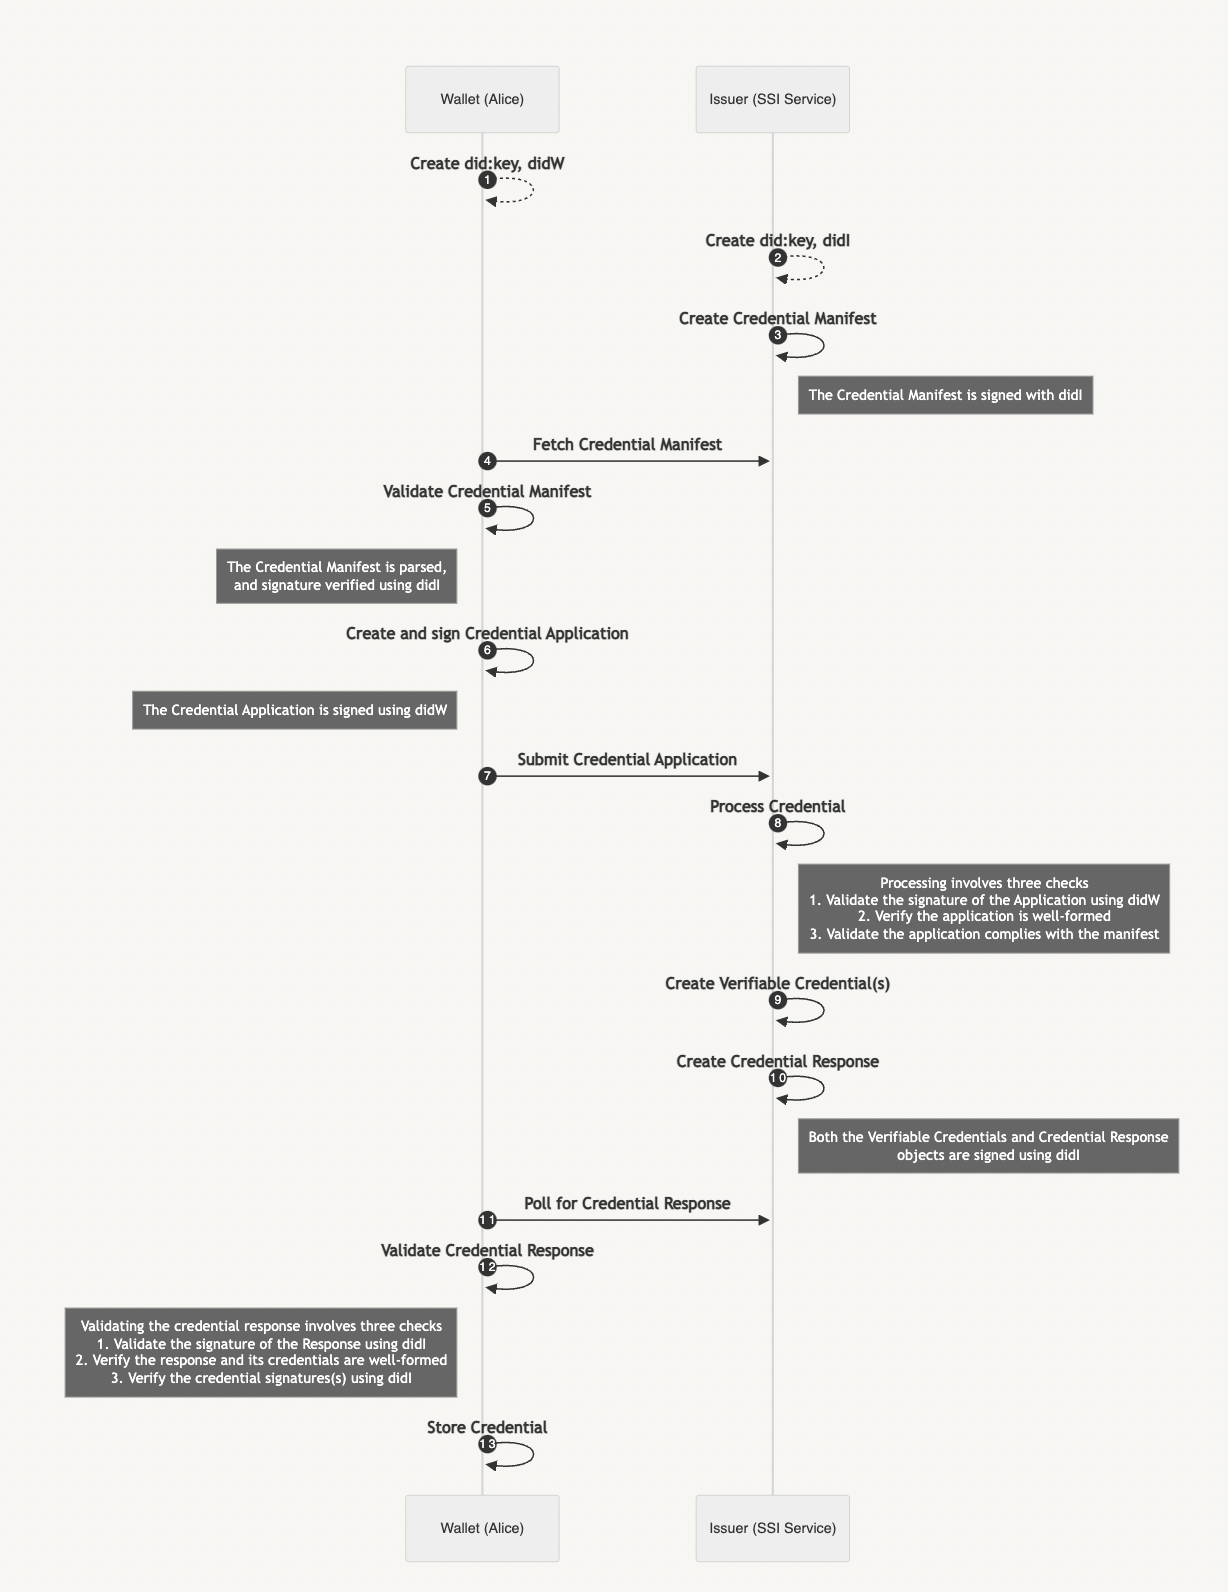 Wallet (Alice)
Issuer (SSI Service)
Create did:key, didW
1
Create did:key, didI
2
Create Credential Manifest
3
The Credential Manifest is signed with didI
Fetch Credential Manifest
4
Validate Credential Manifest
5
The Credential Manifest is parsed,
and signature verified using didI
Create and sign Credential Application
6
The Credential Application is signed using didW
Submit Credential Application
7
Process Credential
8
Processing involves three checks
1. Validate the signature of the Application using didW
2. Verify the application is well-formed
3. Validate the application complies with the manifest
Create Verifiable Credential(s)
9
Create Credential Response
10
Both the Verifiable Credentials and Credential Response
objects are signed using didI
Poll for Credential Response
11
Validate Credential Response
12
Validating the credential response involves three checks
1. Validate the signature of the Response using didI
2. Verify the response and its credentials are well-formed
3. Verify the credential signatures(s) using didI
Store Credential
13
Wallet (Alice)
Issuer (SSI Service)